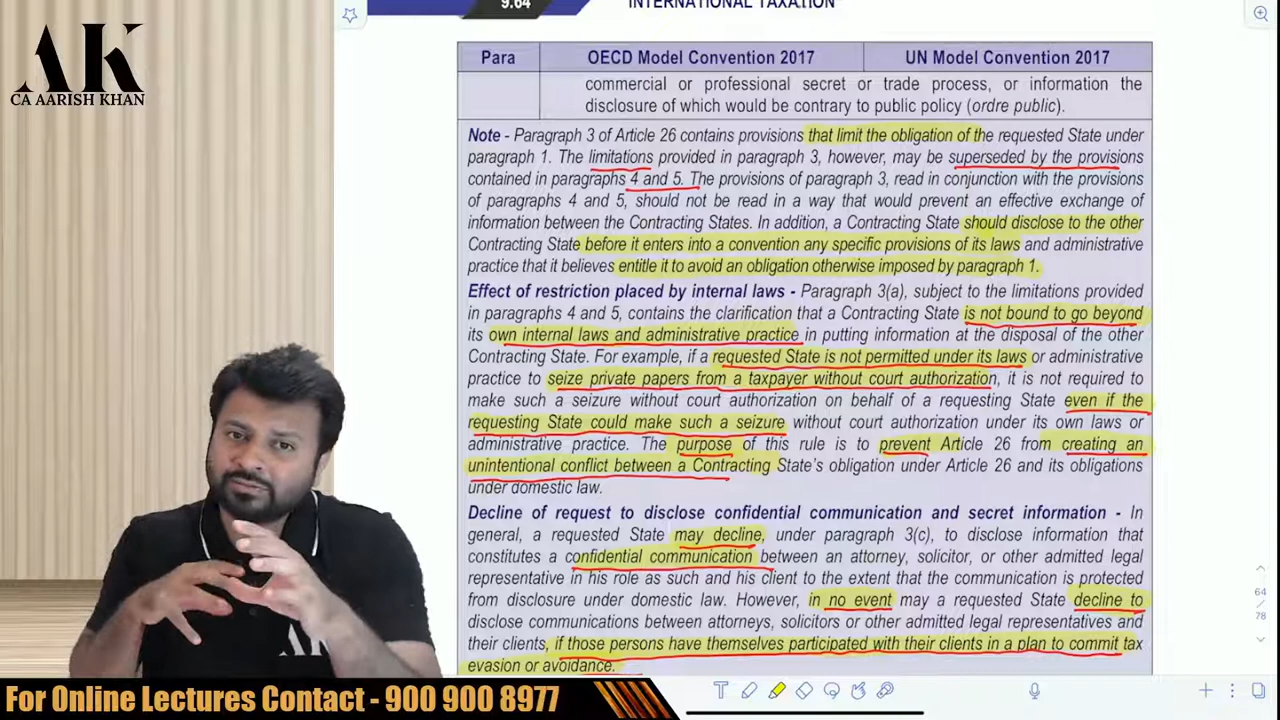 9.64
INTERNATIONAL TAXATION
AK
CA AARISH KHAN
Para OECD Model Convention 2017 UN Model Convention 2017
commercial or professional secret or trade process, or information the
disclosure of which would be contrary to public policy (ordre public).
Note - Paragraph 3 of Article 26 contains provisions that limit the obligation of the requested State under
paragraph 1. The limitations provided in paragraph 3, however, may be superseded by the provisions
contained in paragraphs 4 and 5. The provisions of paragraph 3, read in conjunction with the provisions
of paragraphs 4 and 5, should not be read in a way that would prevent an effective exchange of
information between the Contracting States. In addition, a Contracting State should disclose to the other
Contracting State before it enters into a convention any specific provisions of its laws and administrative
practice that it believes entitle it to avoid an obligation otherwise imposed by paragraph 1.
Effect of restriction placed by internal laws - Paragraph 3(a), subject to the limitations provided
in paragraphs 4 and 5, contains the clarification that a Contracting State is not bound to go beyond
its own internal laws and administrative practice in putting information at the disposal of the other
Contracting State. For example, if a requested State is not permitted under its laws or administrative
practice to seize private papers from a taxpayer without court authorization, it is not required to
make such a seizure without court authorization on behalf of a requesting State even if the
requesting State could make such a seizure without court authorization under its own laws or
administrative practice. The purpose of this rule is to prevent Article 26 from creating an
unintentional conflict between a Contracting State's obligation under Article 26 and its obligations
under domestic law.
Decline of request to disclose confidential communication and secret information - In
general, a requested State may decline, under paragraph 3(c), to disclose information that
constitutes a confidential communication between an attorney, solicitor, or other admitted legal
representative in his role as such and his client to the extent that the communication is protected
from disclosure under domestic law. However, in no event may a requested State decline to
disclose communications between attorneys, solicitors or other admitted legal representatives and
their clients, if those persons have themselves participated with their clients in a plan to commit tax
evasion or avoidance.
64
/
78
AK
For Online Lectures Contact - 900 900 8977